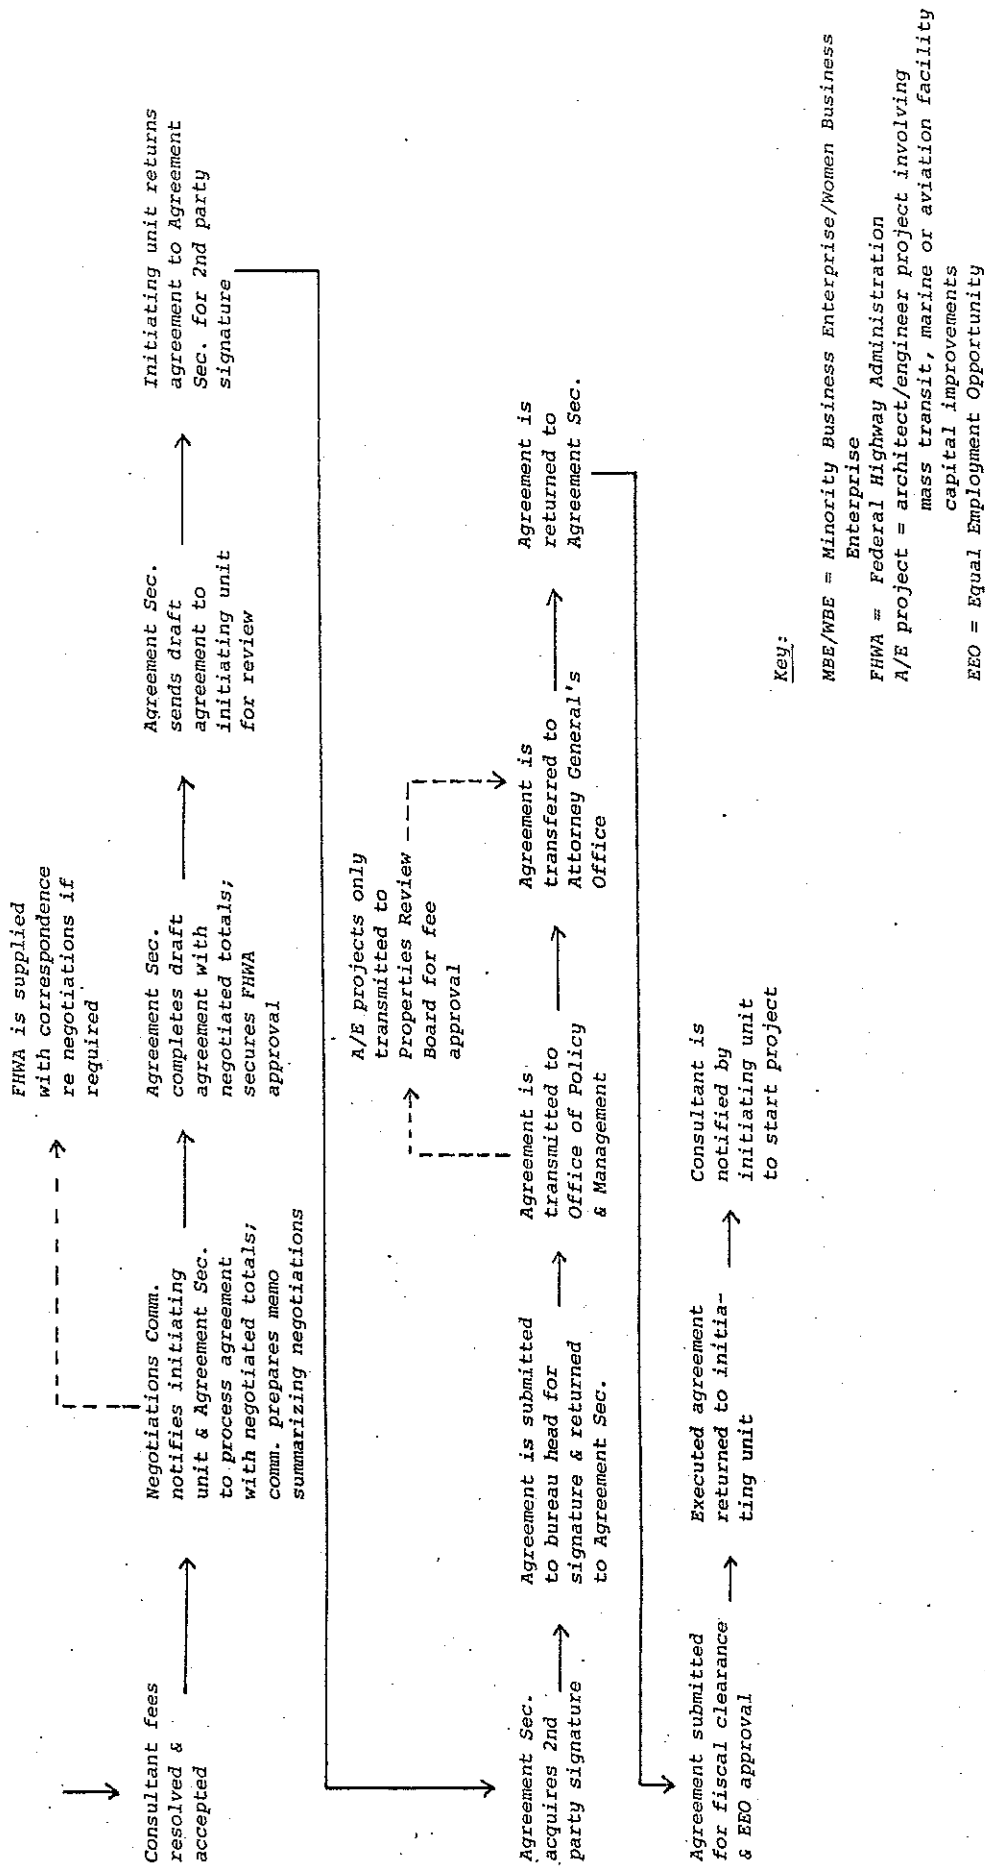 FHWA is supplied
with correspondence
re negotiations if
required
Consultant fees
resolved &
accepted
Negotiations Comm.
notifies initiating
unit & Agreement Sec.
to process agreement
with negotiated totals;
comm. prepares memo
summarizing negotiations
Agreement Sec.
completes draft
agreement with
negotiated totals;
secures FHWA
approval
Agreement Sec.
sends draft
agreement to
initiating unit
for review
Initiating unit returns
agreement to Agreement
Sec. for 2nd party
signature
A/E projects only
transmitted to
Properties Review
Board for fee
approval
Agreement Sec.
acquires 2nd
party signature
Agreement is submitted
to bureau head for
signature & returned
to Agreement Sec.
Agreement is
transmitted to
Office of Policy
& Management
Agreement is
transferred to
Attorney General's
Office
Agreement is
returned to
Agreement Sec.
Agreement submitted
for fiscal clearance
& EEO approval
Executed agreement
returned to initia-
ting unit
Consultant is
notified by
initiating unit
to start project
Key:
MBE/WBE = Minority Business Enterprise/Women Business
Enterprise
FHWA = Federal Highway Administration
A/E project = architect/engineer project involving
mass transit, marine or aviation facility
capital improvements
EEO = Equal Employment Opportunity